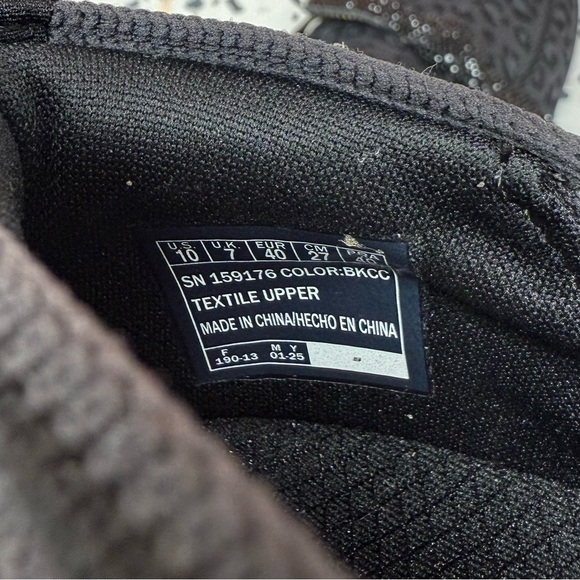 U.S. UK EUR CM
10 7 40 27
SN 159176 COLOR:BKCC
TEXTILE UPPER
MADE IN CHINA/HECHO EN CHINA
F M Y
190-13 01-25